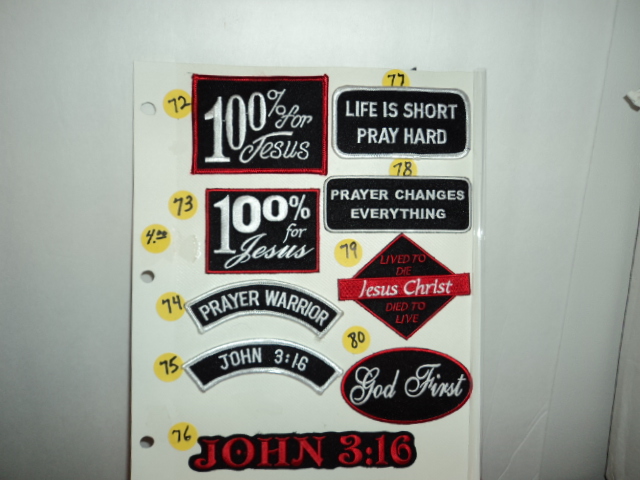 72
100% for
Jesus
77
LIFE IS SHORT
PRAY HARD
78
PRAYER CHANGES
EVERYTHING
73
100%
for
Jesus
4.00
79
LIVED TO
DIE
Jesus Christ
DIED TO
LIVE
74
PRAYER WARRIOR
75
JOHN 3:16
80
God First
76
JOHN 3:16